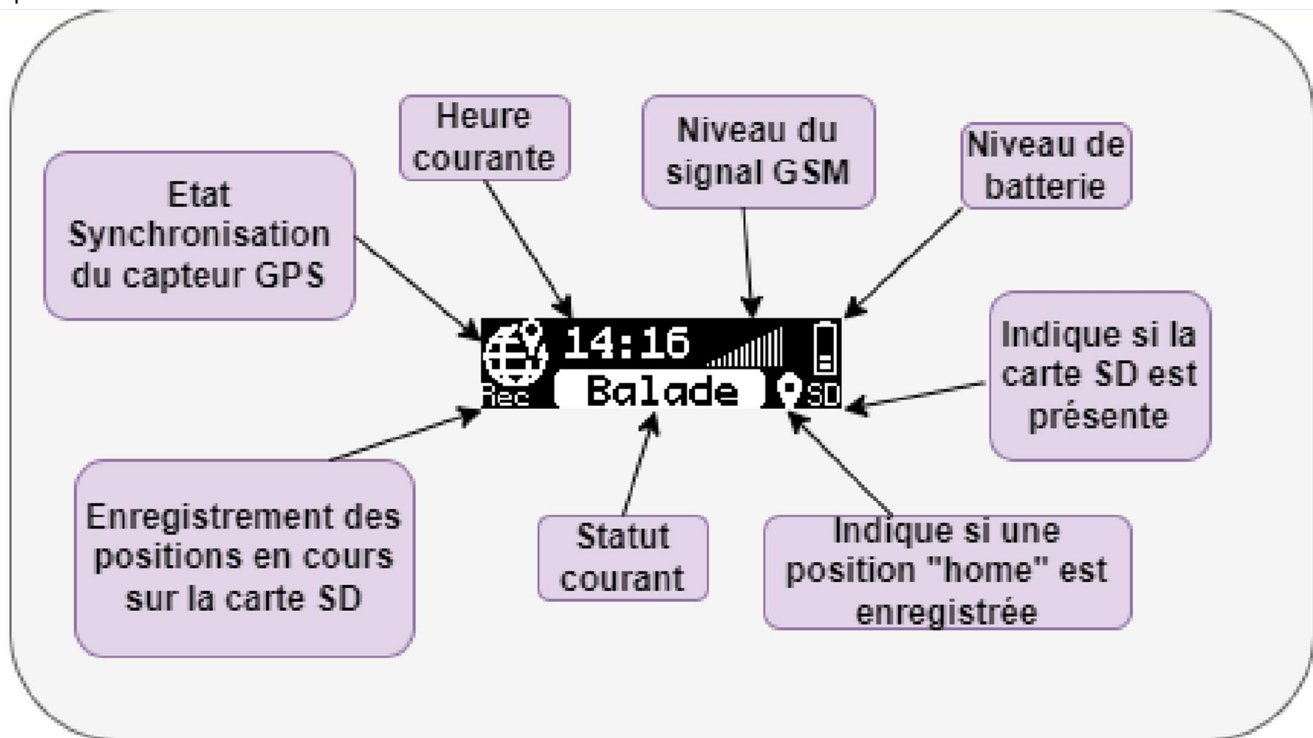 Heure
courante
Niveau du
signal GSM
Niveau de
batterie
Etat
Synchronisation
du capteur GPS
Indique si la
carte SD est
présente
14:16
Balade
Rec
SD
Enregistrement des
positions en cours
sur la carte SD
Statut
courant
Indique si une
position "home" est
enregistrée